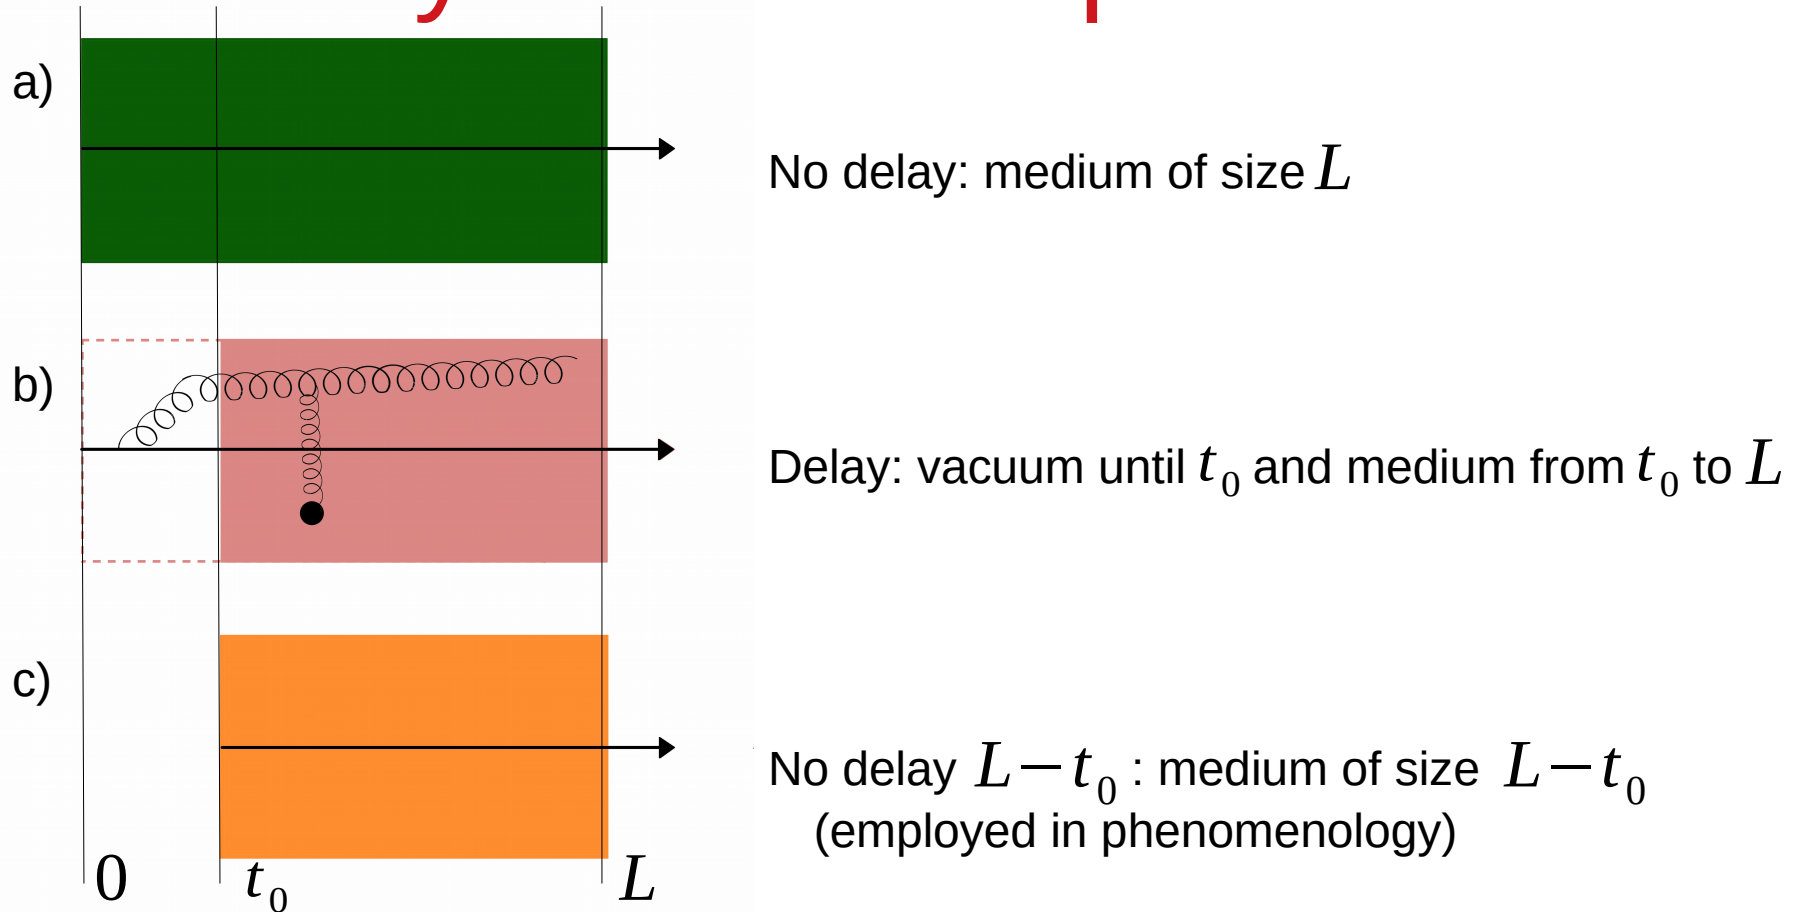 a)
No delay: medium of size L
b)
Delay: vacuum until t₀ and medium from t₀ to L
c)
No delay L−t₀ : medium of size L−t₀
(employed in phenomenology)
0 t₀ L